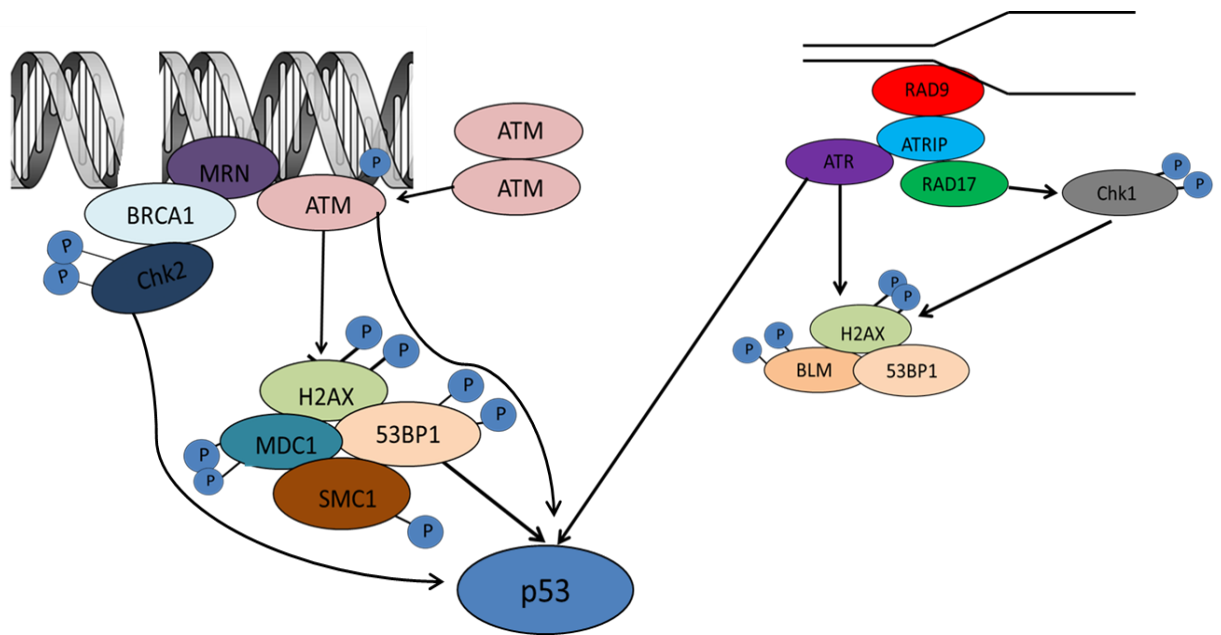 RAD9
ATM
ATRIP
ATR
P
MRN
ATM
RAD17
P
P
Chk1
BRCA1
ATM
P
P
Chk2
P
P
H2AX
P
P
P
BLM
53BP1
P
H2AX
P
P
53BP1
MDC1
P
P
SMC1
P
p53